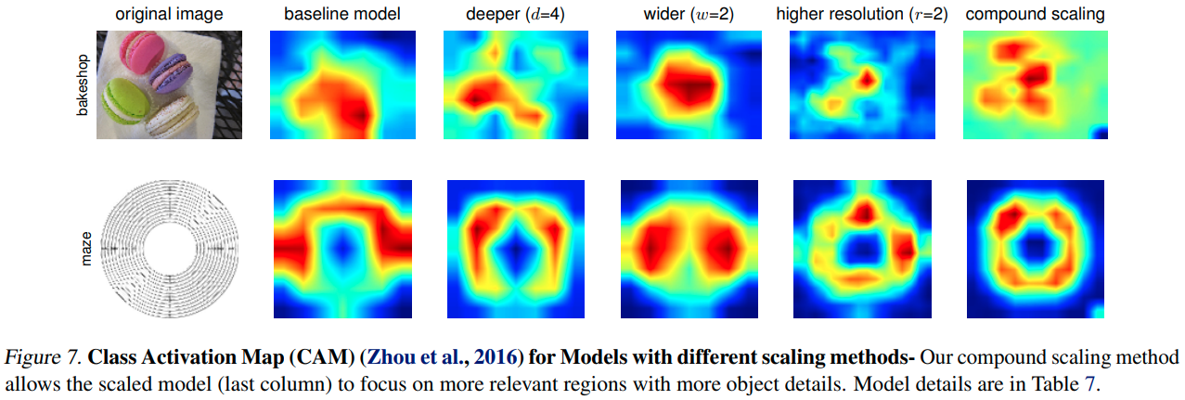 original image baseline model deeper (d=4) wider (w=2) higher resolution (r=2) compound scaling
bakeshop
maze
Figure 7. Class Activation Map (CAM) (Zhou et al., 2016) for Models with different scaling methods- Our compound scaling method
allows the scaled model (last column) to focus on more relevant regions with more object details. Model details are in Table 7.